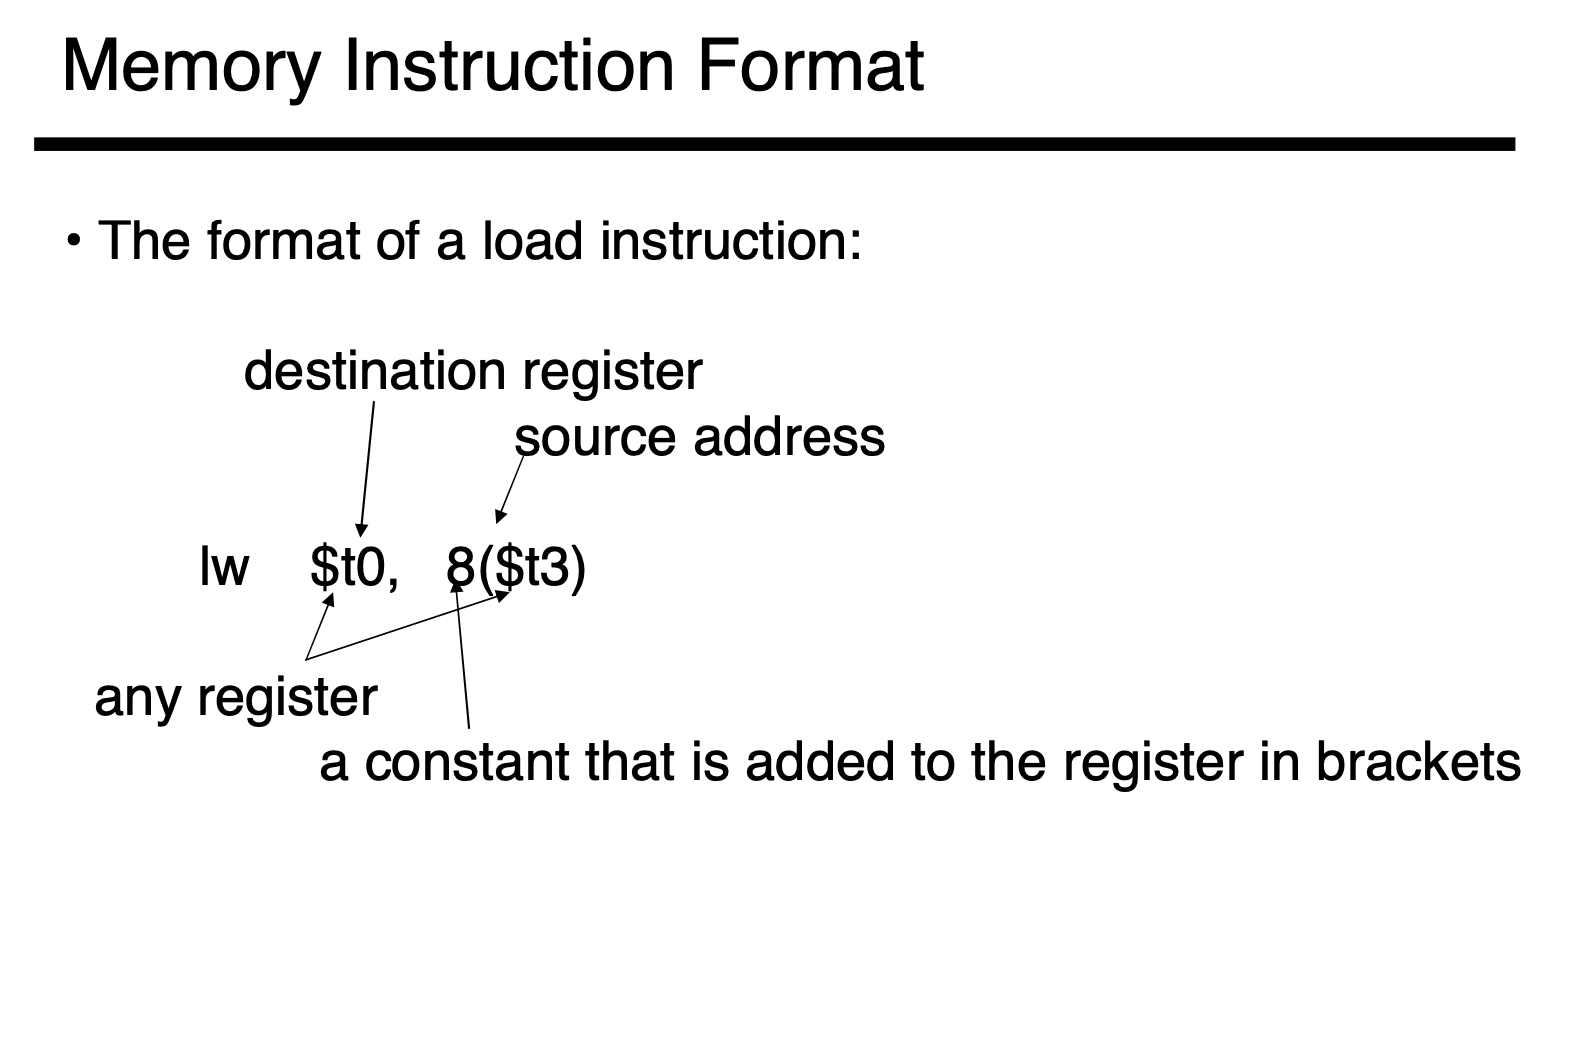 Memory Instruction Format
• The format of a load instruction:
destination register
source address
lw $t0, 8($t3)
any register
a constant that is added to the register in brackets